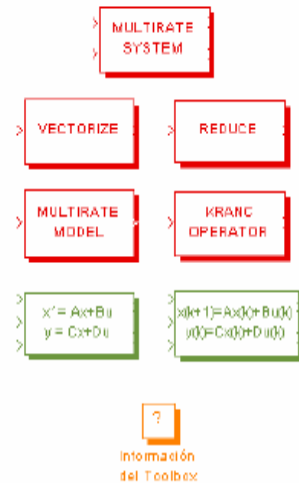 MULTIRATE
SYSTEM
VECTORIZE
REDUCE
MULTIRATE
MODEL
KRANC
OPERATOR
x'= Ax+Bu
y = Cx+Du
x(k+1)=Ax(k)+Bu(k)
y(k)=Cx(k)+Du(k)
?
Información
del Toolbox